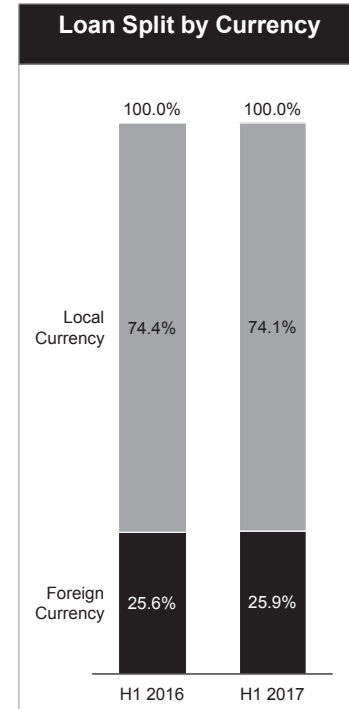 Loan Split by Currency
100.0% 100.0%
Local
Currency
74.4% 74.1%
Foreign
Currency
25.6% 25.9%
H1 2016 H1 2017